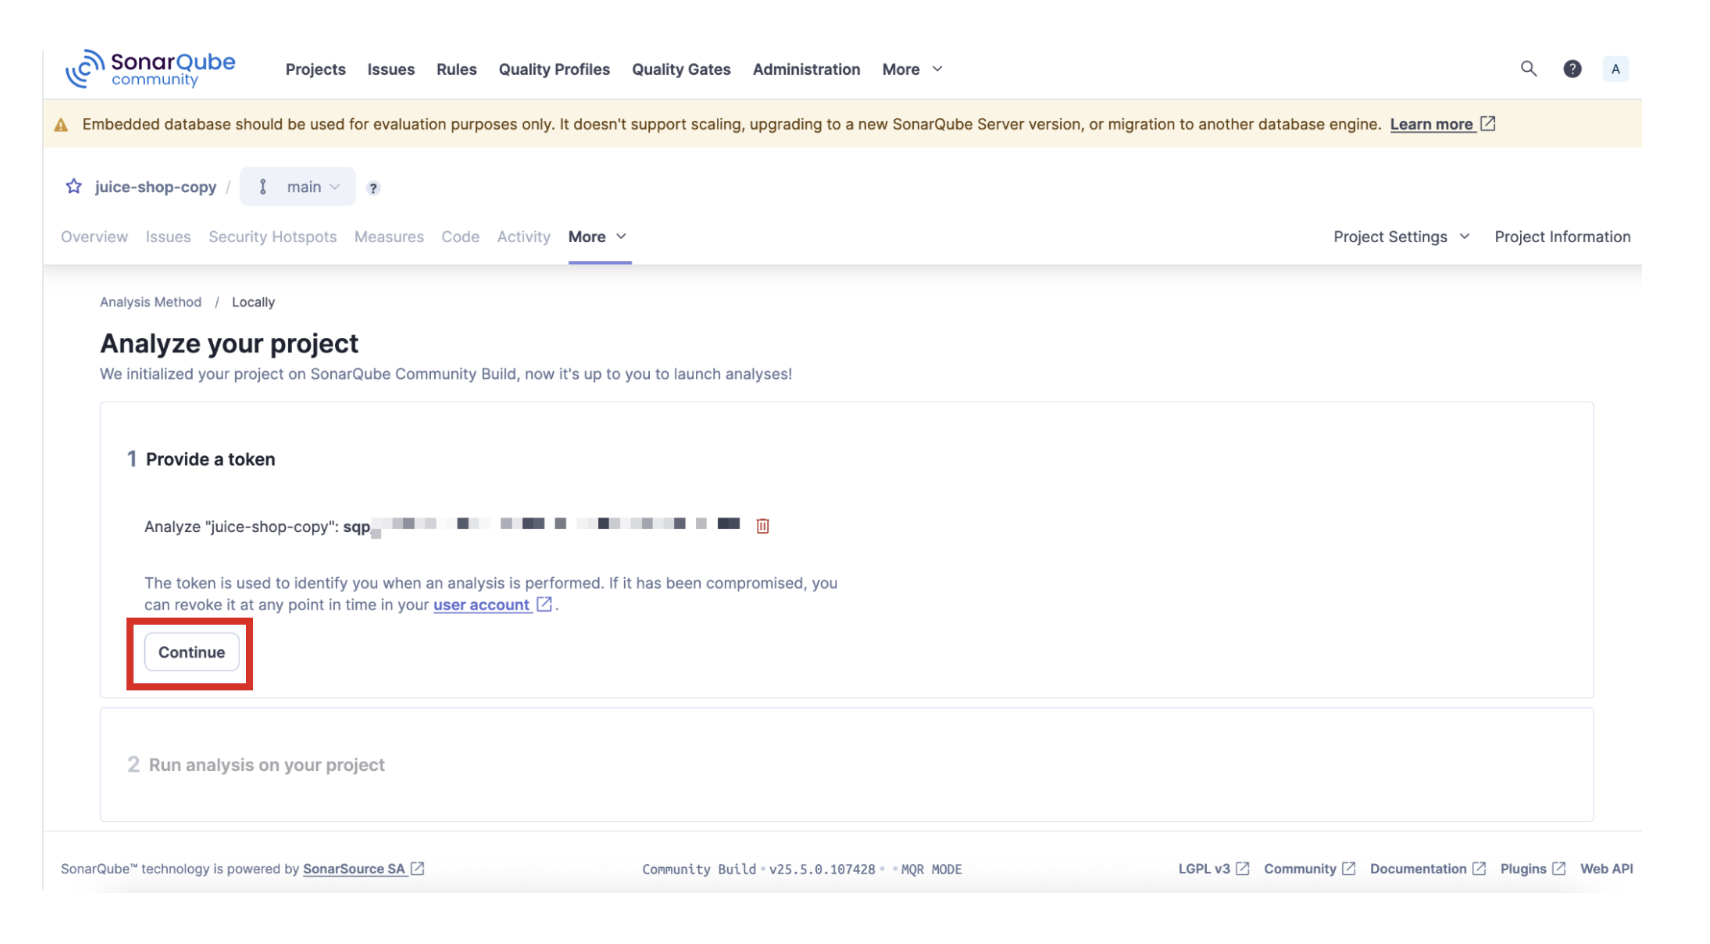 SonarQube community Projects Issues Rules Quality Profiles Quality Gates Administration More ? A
Embedded database should be used for evaluation purposes only. It doesn't support scaling, upgrading to a new SonarQube Server version, or migration to another database engine. Learn more
juice-shop-copy / main ?
Overview Issues Security Hotspots Measures Code Activity More Project Settings Project Information
Analysis Method / Locally
Analyze your project
We initialized your project on SonarQube Community Build, now it's up to you to launch analyses!
1 Provide a token
Analyze "juice-shop-copy": sqp_
The token is used to identify you when an analysis is performed. If it has been compromised, you
can revoke it at any point in time in your user account .
Continue
2 Run analysis on your project
SonarQube™ technology is powered by SonarSource SA Community Build • v25.5.0.107428 • • MQR MODE LGPL v3 Community Documentation Plugins Web API